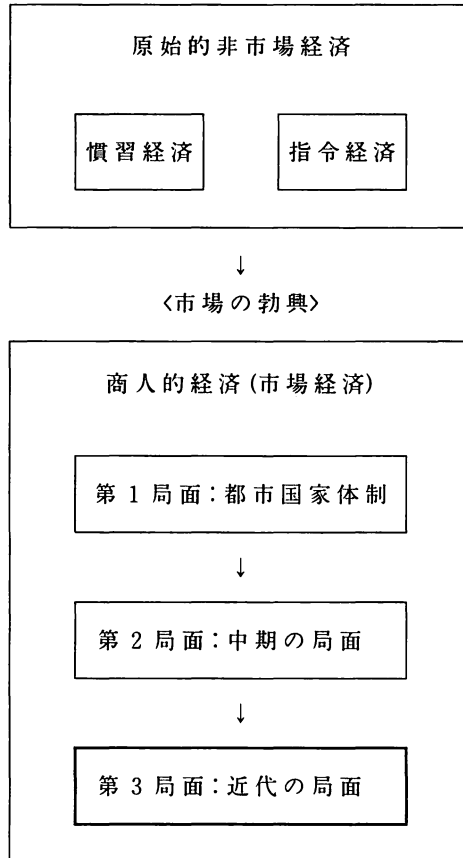 原始的非市場経済
慣習経済 指令経済
↓
〈市場の勃興〉
商人的経済(市場経済)
第1局面:都市国家体制
↓
第2局面:中期の局面
↓
第3局面:近代の局面